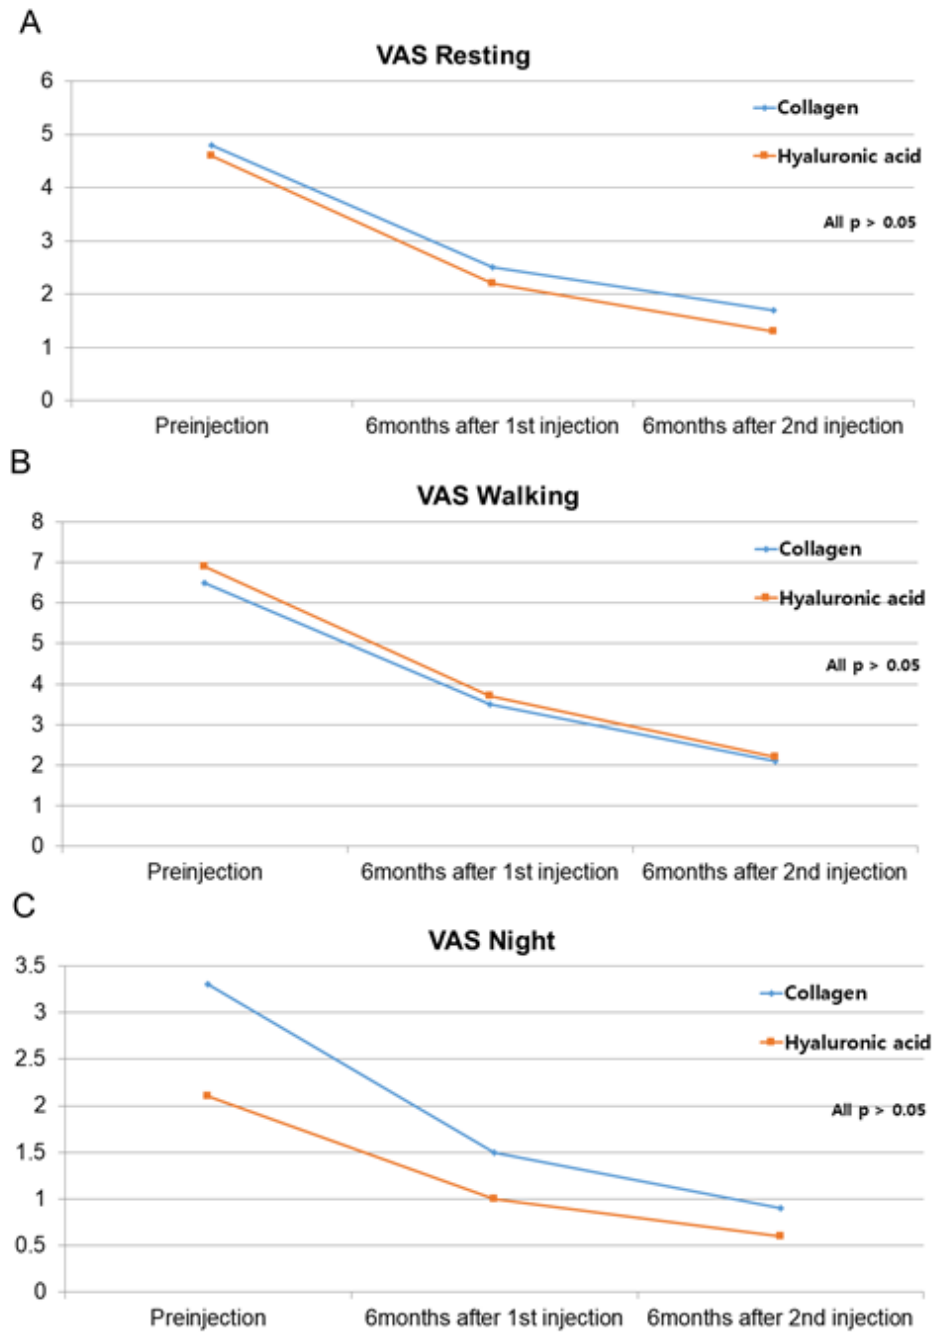 A
VAS Resting
6
5
4
3
2
1
0
Collagen
Hyaluronic acid
All p > 0.05
Preinjection 6months after 1st injection 6months after 2nd injection
B
VAS Walking
8
7
6
5
4
3
2
1
0
Collagen
Hyaluronic acid
All p > 0.05
Preinjection 6months after 1st injection 6months after 2nd injection
C
VAS Night
3.5
3
2.5
2
1.5
1
0.5
0
Collagen
Hyaluronic acid
All p > 0.05
Preinjection 6months after 1st injection 6months after 2nd injection